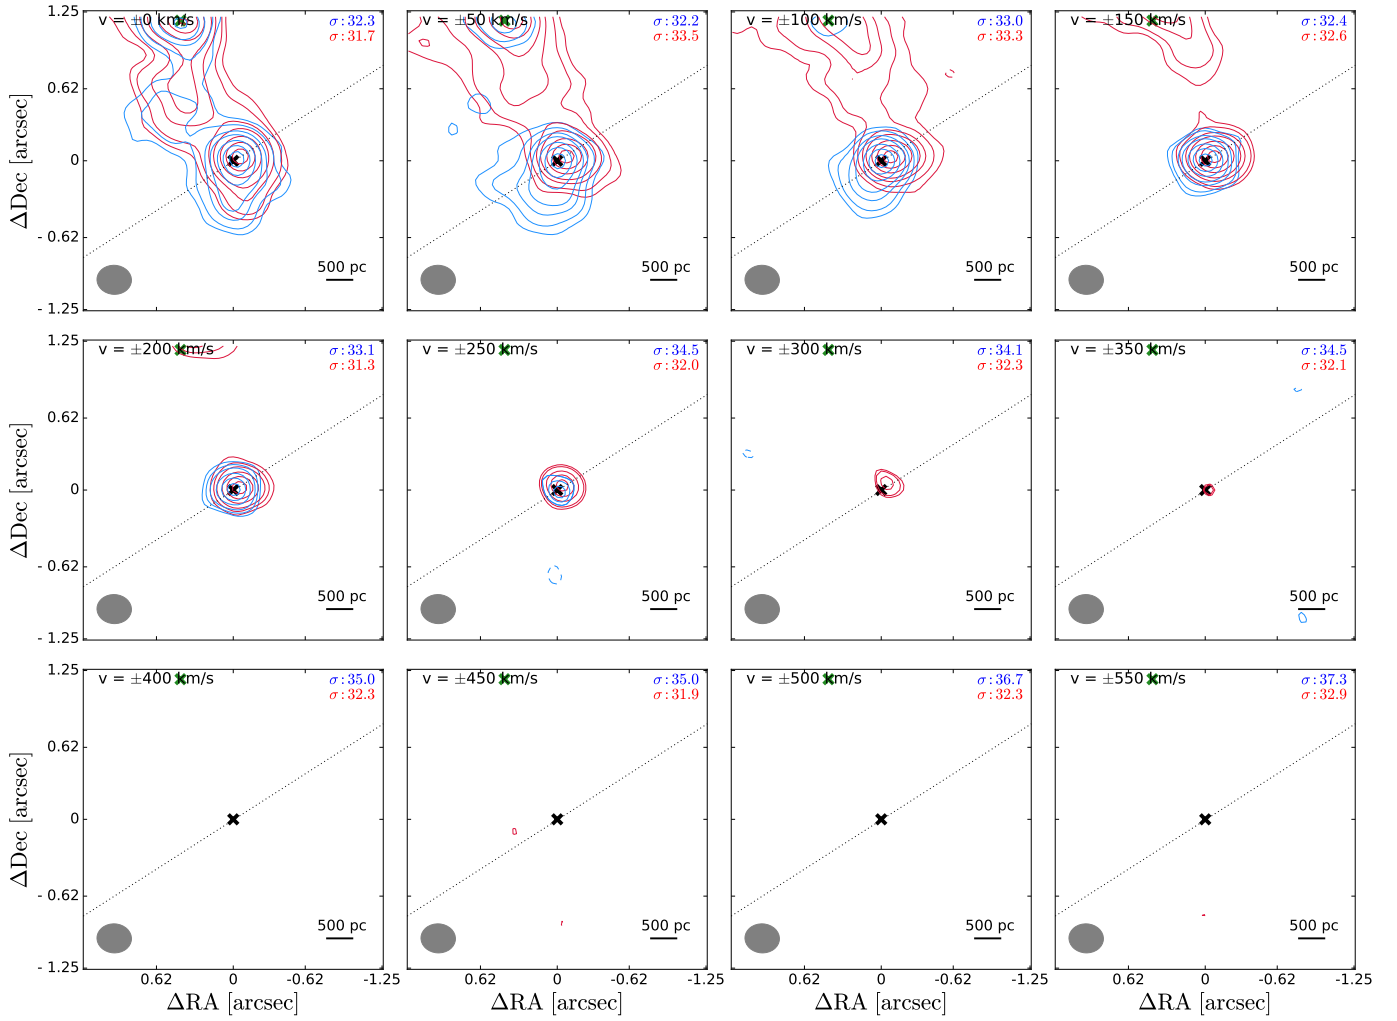 v = ±0 km/s σ : 32.3 v = ±50 km/s σ : 32.2 v = ±100 km/s σ : 33.0 v = ±150 km/s σ : 32.4
σ : 31.7 σ : 33.5 σ : 33.3 σ : 32.6
1.25
0.62
0
- 0.62
- 1.25
ΔDec [arcsec]
500 pc 500 pc 500 pc 500 pc
v = ±200 km/s σ : 33.1 v = ±250 km/s σ : 34.5 v = ±300 km/s σ : 34.1 v = ±350 km/s σ : 34.5
σ : 31.3 σ : 32.0 σ : 32.3 σ : 32.1
1.25
0.62
0
- 0.62
- 1.25
ΔDec [arcsec]
500 pc 500 pc 500 pc 500 pc
v = ±400 km/s σ : 35.0 v = ±450 km/s σ : 35.0 v = ±500 km/s σ : 36.7 v = ±550 km/s σ : 37.3
σ : 32.3 σ : 31.9 σ : 32.3 σ : 32.9
1.25
0.62
0
- 0.62
- 1.25
ΔDec [arcsec]
500 pc 500 pc 500 pc 500 pc
0.62 0 -0.62 -1.25 0.62 0 -0.62 -1.25 0.62 0 -0.62 -1.25 0.62 0 -0.62 -1.25
ΔRA [arcsec] ΔRA [arcsec] ΔRA [arcsec] ΔRA [arcsec]